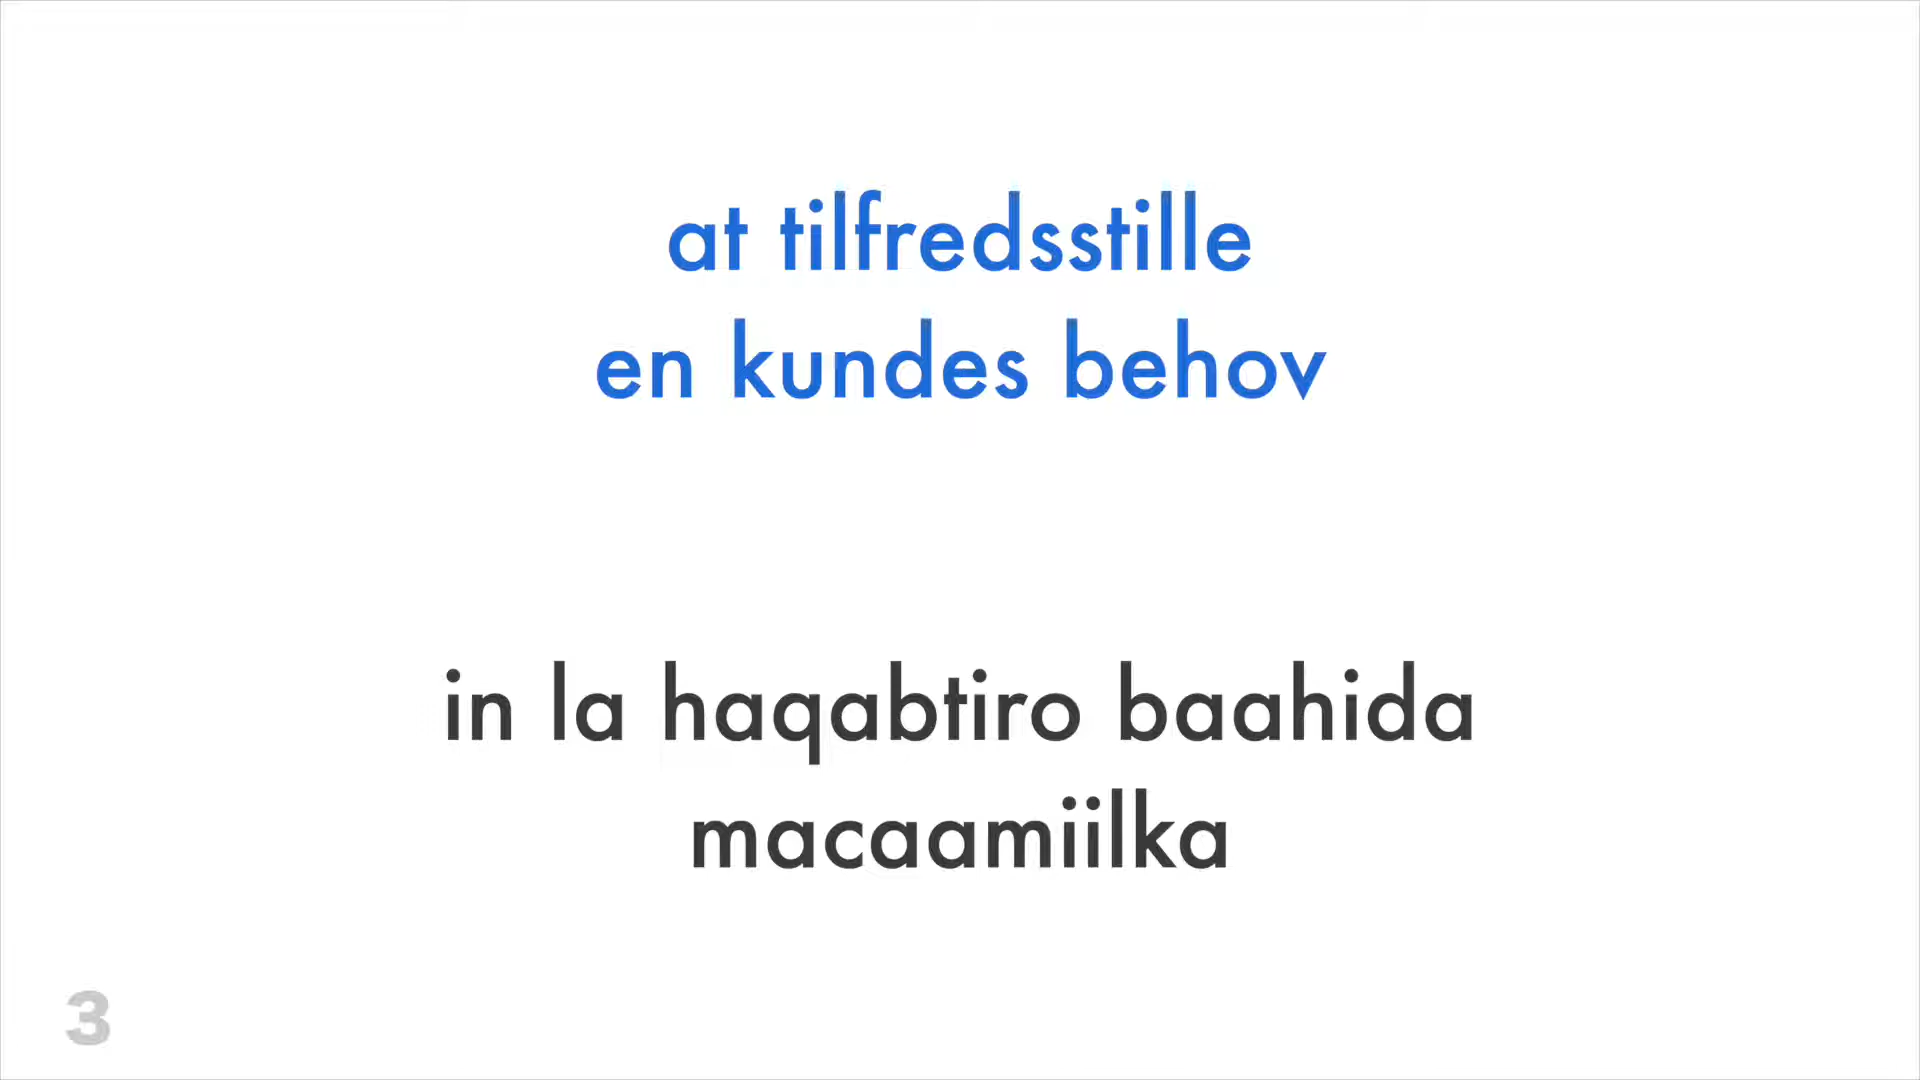 at tilfredsstille
en kundes behov
in la haqabtiro baahida
macaamiilka
3